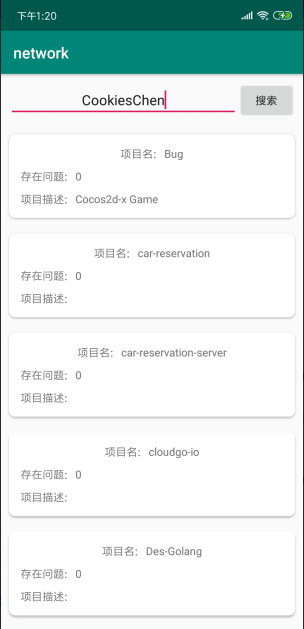 下午1:20
network
CookiesChen
搜索
项目名：Bug
存在问题：0
项目描述：Cocos2d-x Game
项目名：car-reservation
存在问题：0
项目描述：
项目名：car-reservation-server
存在问题：0
项目描述：
项目名：cloudgo-io
存在问题：0
项目描述：
项目名：Des-Golang
存在问题：0
项目描述：